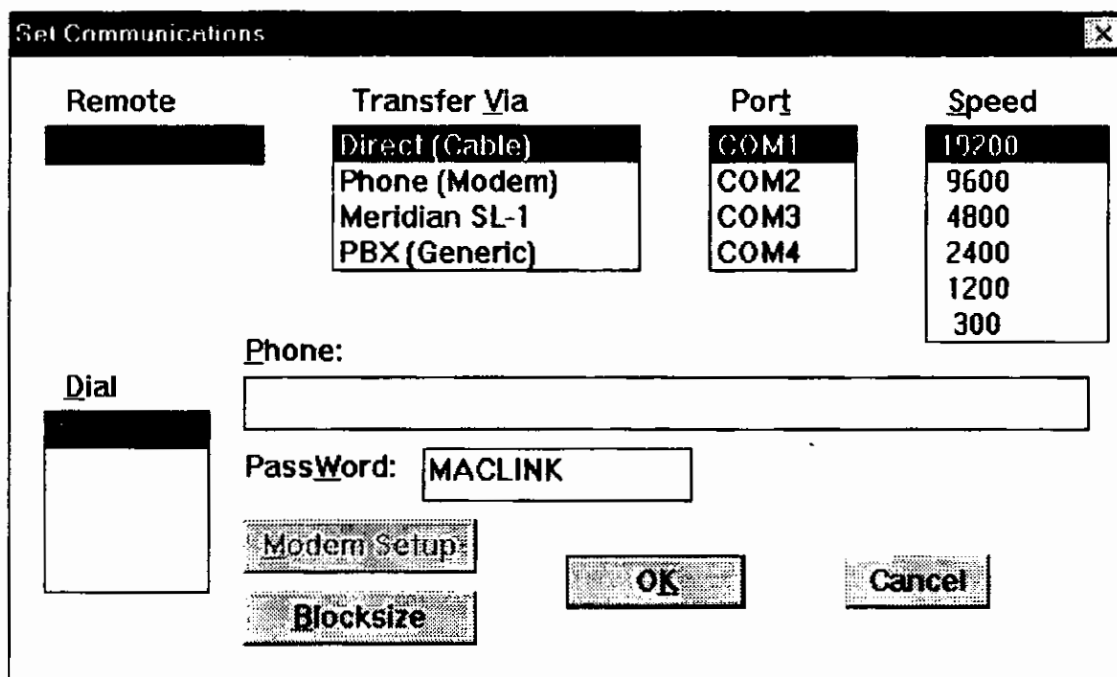 Set Communications
Remote
Transfer Via
Port
Speed
Direct (Cable)
Phone (Modem)
Meridian SL-1
PBX (Generic)
COM1
COM2
COM3
COM4
19200
9600
4800
2400
1200
300
Phone:
Dial
PassWord: MACLINK
Modem Setup
Blocksize
OK
Cancel